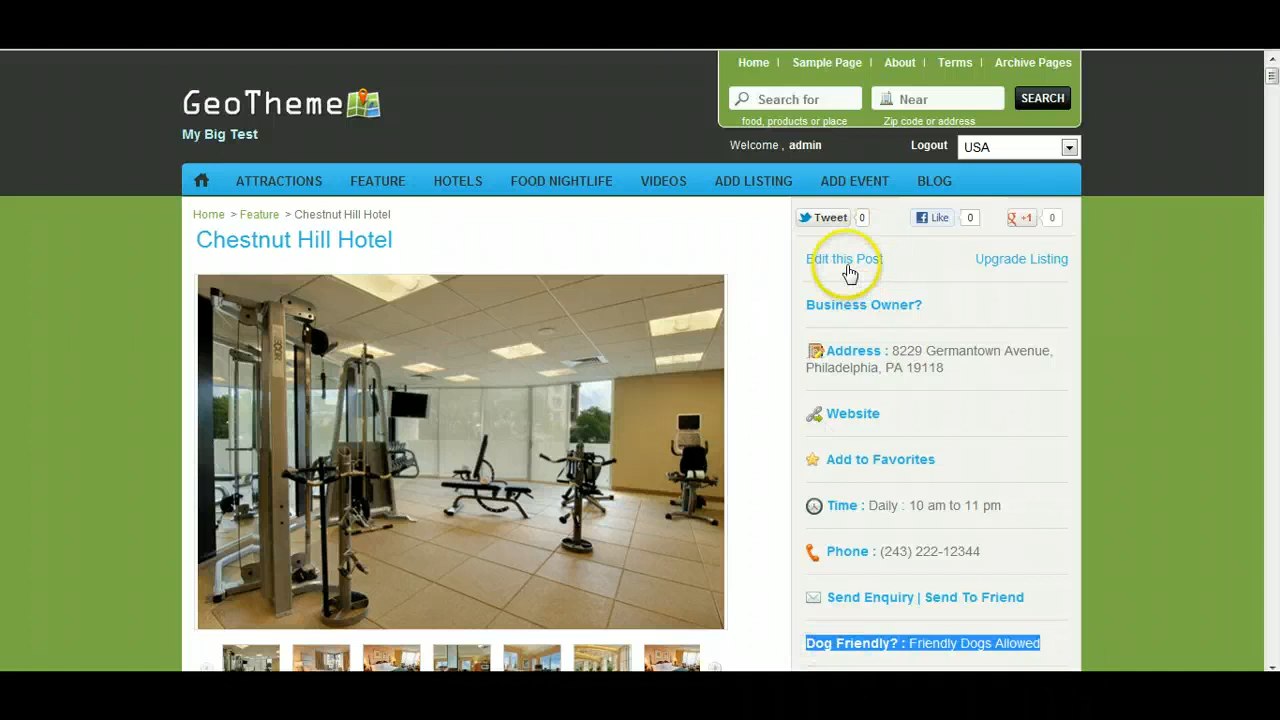 Home | Sample Page | About | Terms | Archive Pages
GeoTheme
My Big Test
Search for Near SEARCH
food, products or place Zip code or address
Welcome , admin Logout USA
ATTRACTIONS FEATURE HOTELS FOOD NIGHTLIFE VIDEOS ADD LISTING ADD EVENT BLOG
Home > Feature > Chestnut Hill Hotel
Chestnut Hill Hotel
Tweet 0 Like 0 +1 0
Edit this Post Upgrade Listing
Business Owner?
Address : 8229 Germantown Avenue,
Philadelphia, PA 19118
Website
Add to Favorites
Time : Daily : 10 am to 11 pm
Phone : (243) 222-12344
Send Enquiry | Send To Friend
Dog Friendly? : Friendly Dogs Allowed